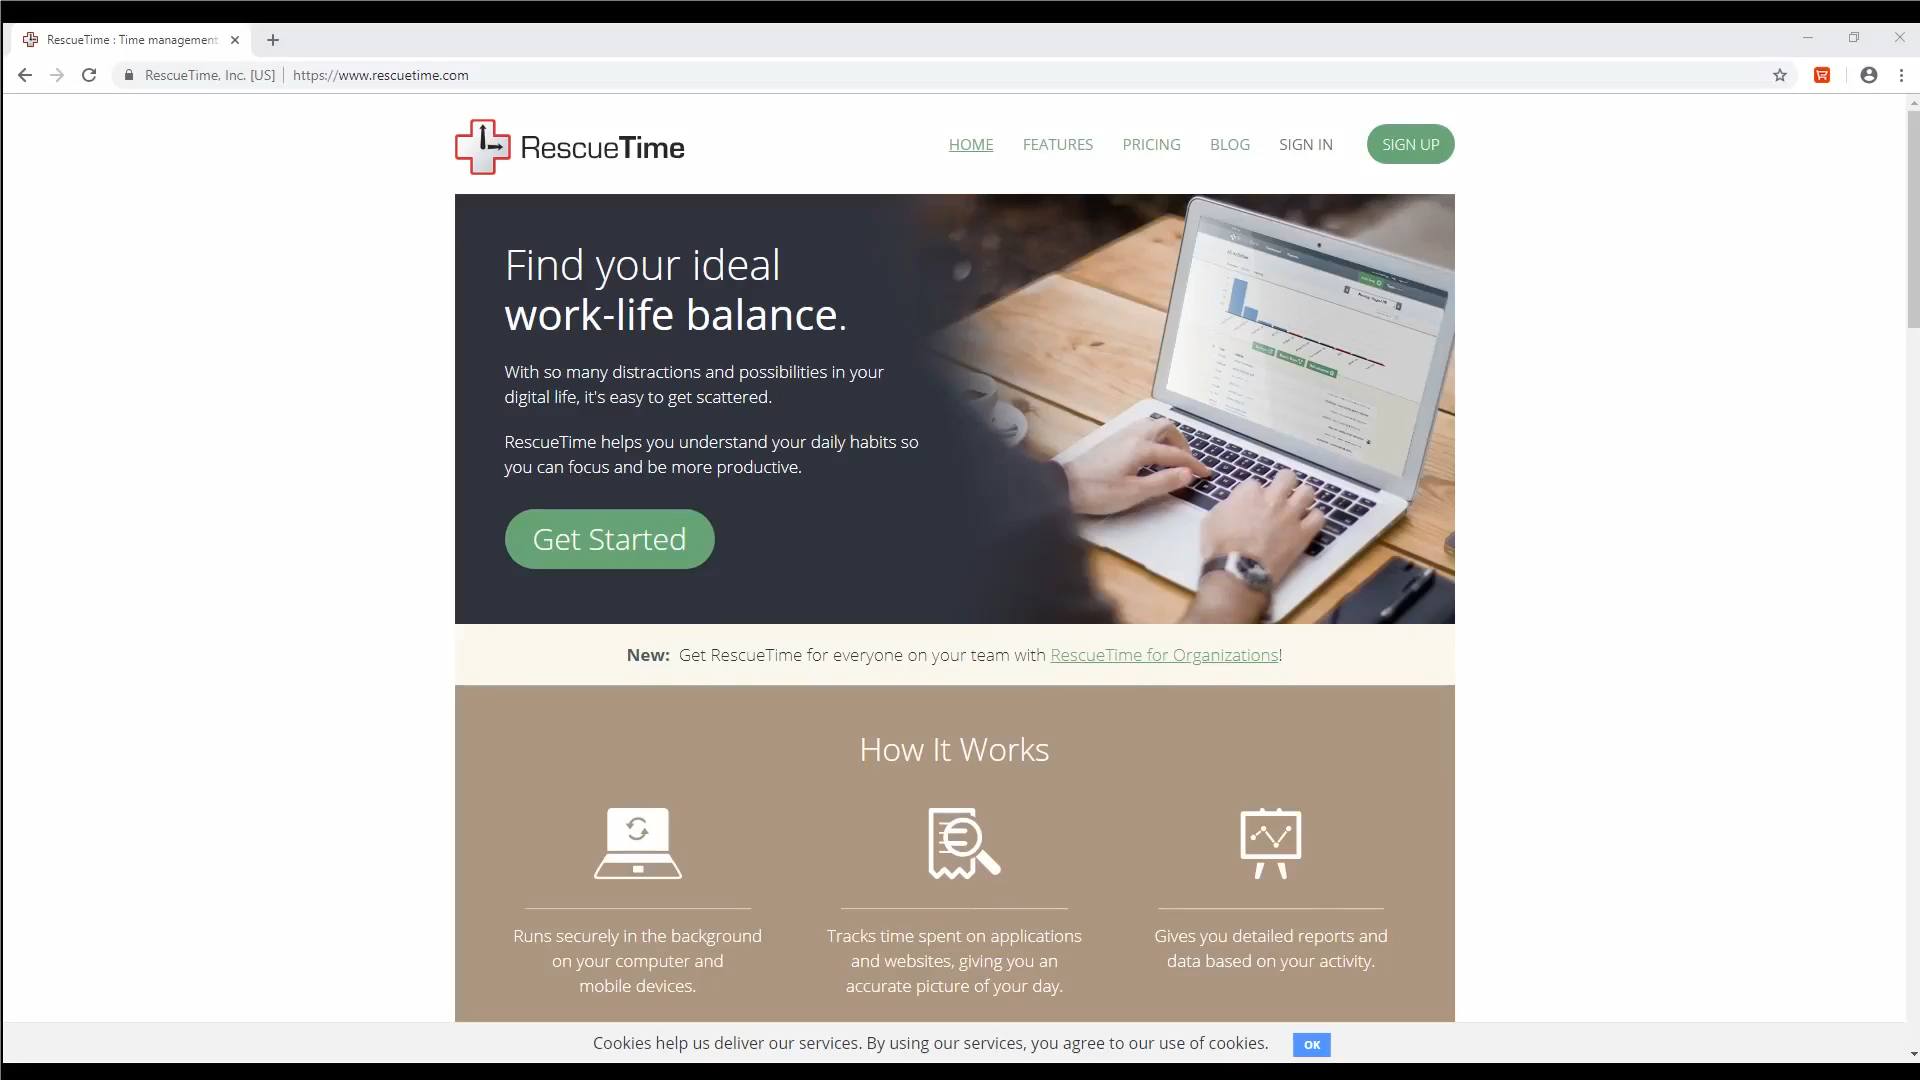 RescueTime : Time management
RescueTime, Inc. [US] https://www.rescuetime.com
RescueTime
HOME FEATURES PRICING BLOG SIGN IN SIGN UP
Find your ideal
work-life balance.
With so many distractions and possibilities in your
digital life, it's easy to get scattered.
RescueTime helps you understand your daily habits so
you can focus and be more productive.
Get Started
New: Get RescueTime for everyone on your team with RescueTime for Organizations!
How It Works
Runs securely in the background
on your computer and
mobile devices.
Tracks time spent on applications
and websites, giving you an
accurate picture of your day.
Gives you detailed reports and
data based on your activity.
Cookies help us deliver our services. By using our services, you agree to our use of cookies. OK